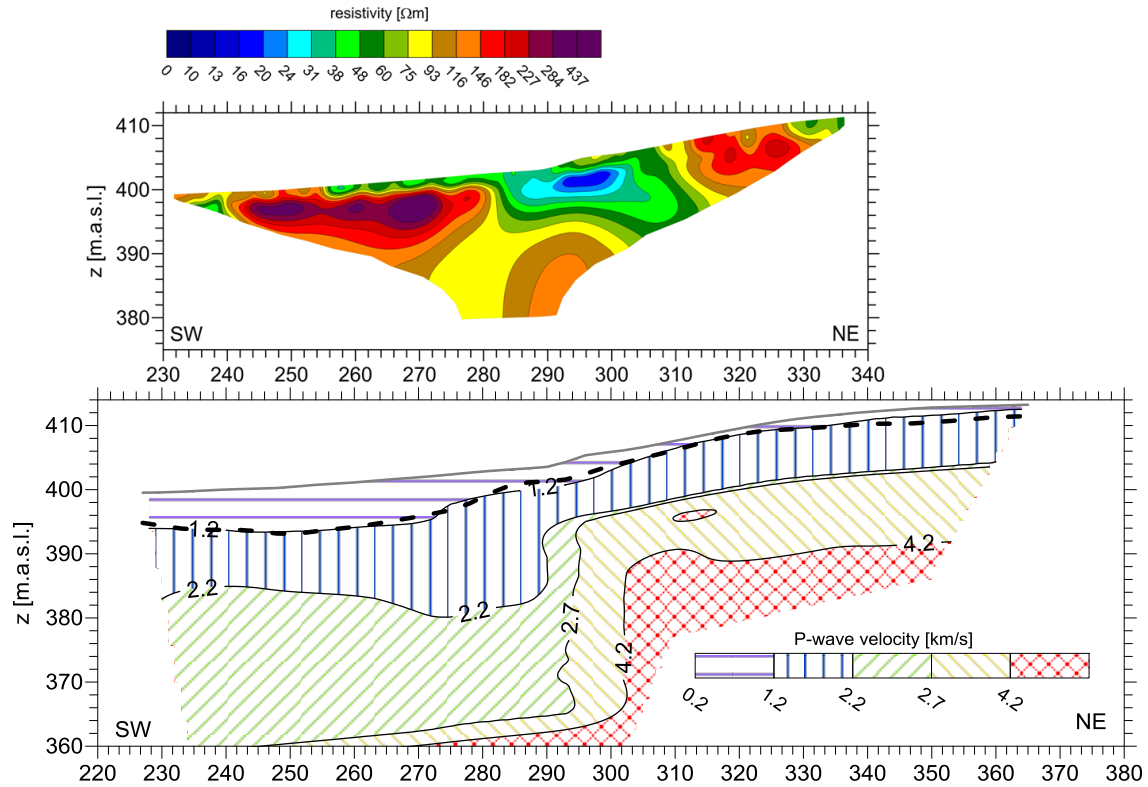 resistivity [Ωm]
0 10 13 16 20 24 31 38 48 60 75 93 116 146 182 227 284 437
410
400
390
380
z [m.a.s.l.]
SW NE
230 240 250 260 270 280 290 300 310 320 330 340
410
400
390
380
370
360
z [m.a.s.l.]
1.2
1.2
2.2
2.2
2.7
4.2
4.2
P-wave velocity [km/s]
0.2 1.2 2.2 2.7 4.2
SW NE
220 230 240 250 260 270 280 290 300 310 320 330 340 350 360 370 380